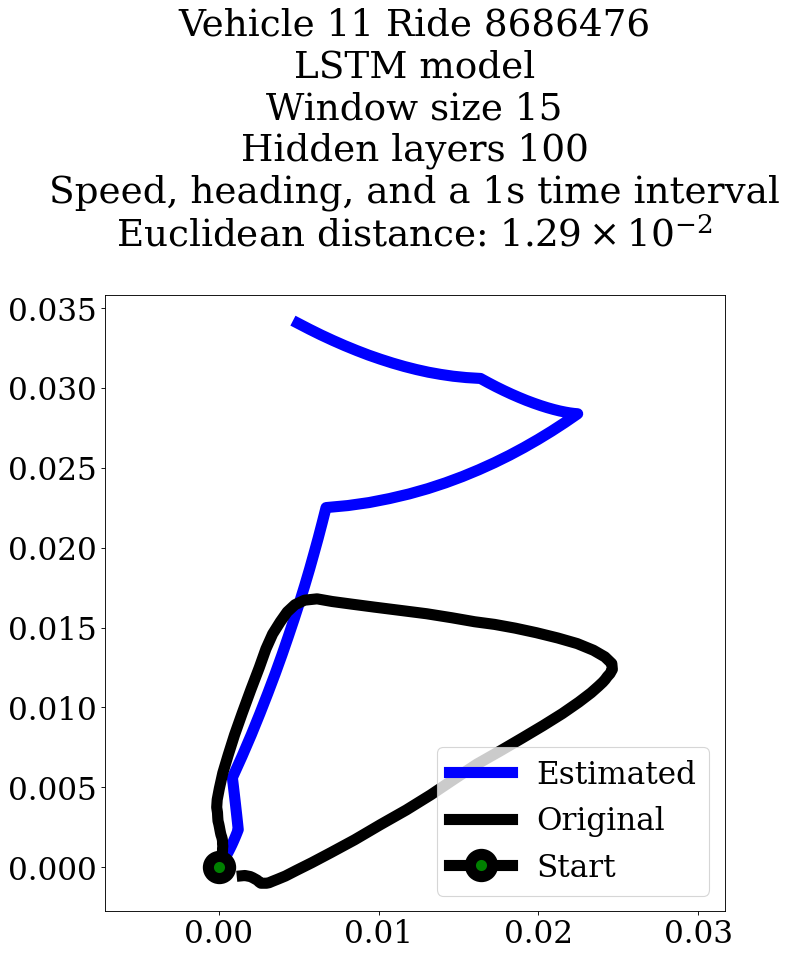 Vehicle 11 Ride 8686476
LSTM model
Window size 15
Hidden layers 100
Speed, heading, and a 1s time interval
Euclidean distance: 1.29 × 10⁻²
0.035
0.030
0.025
0.020
0.015
0.010
0.005
0.000
Estimated
Original
Start
0.00 0.01 0.02 0.03